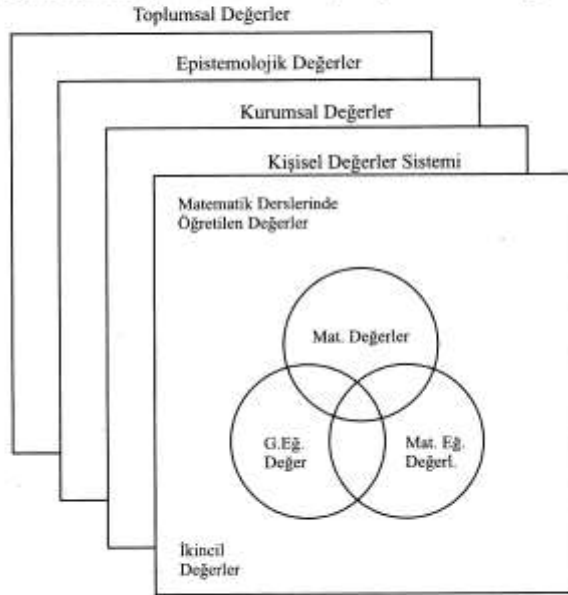 Toplumsal Değerler
Epistemolojik Değerler
Kurumsal Değerler
Kişisel Değerler Sistemi
Matematik Derslerinde
Öğretilen Değerler
Mat. Değerler
G.Eğ.
Değer
Mat. Eğ.
Değerl.
İkincil
Değerler